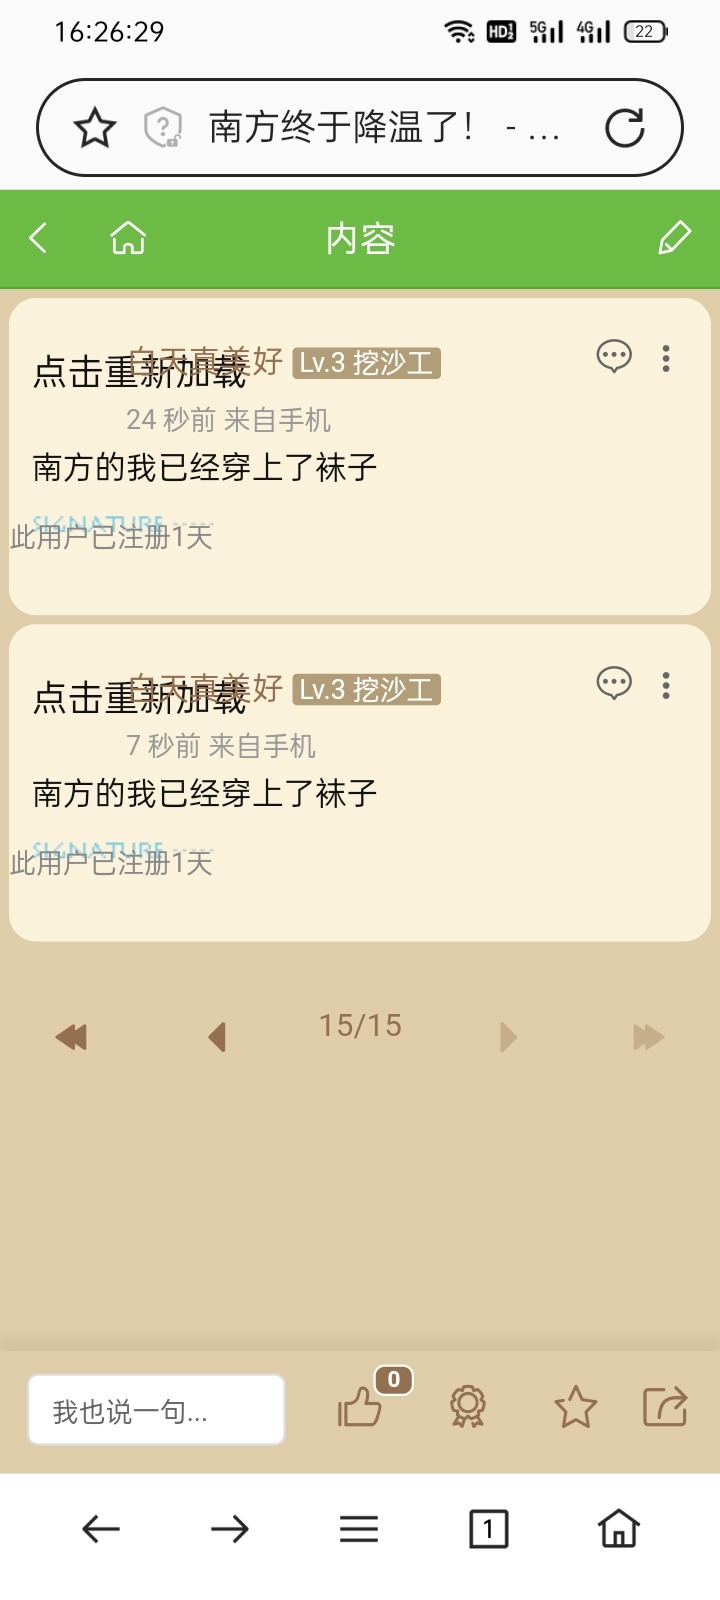 16:26:29
HD 5G 4G 22
南方终于降温了！ - ...
内容
点击重新加载
白天真美好 Lv.3 挖沙工
24 秒前 来自手机
南方的我已经穿上了袜子
SIGNATURE ------
此用户已注册1天
点击重新加载
白天真美好 Lv.3 挖沙工
7 秒前 来自手机
南方的我已经穿上了袜子
SIGNATURE ------
此用户已注册1天
15/15
0
我也说一句...
1